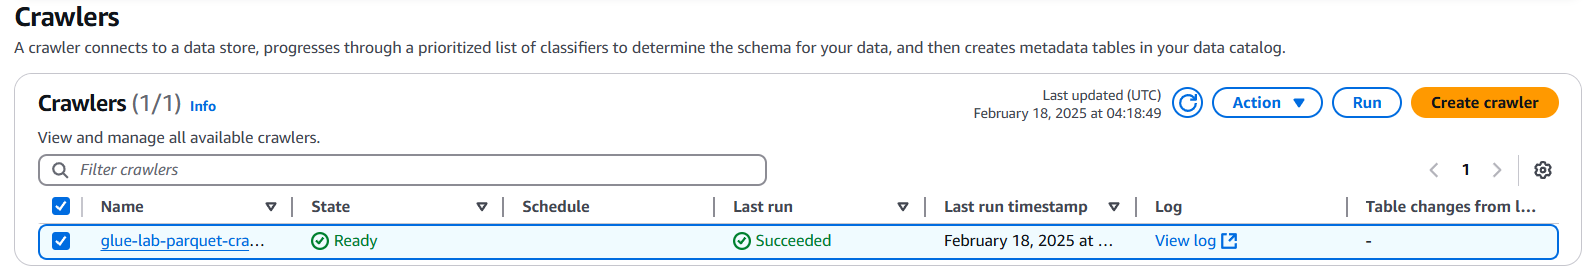 Crawlers
A crawler connects to a data store, progresses through a prioritized list of classifiers to determine the schema for your data, and then creates metadata tables in your data catalog.
Crawlers (1/1) Info
Last updated (UTC)
February 18, 2025 at 04:18:49
Action
Run
Create crawler
View and manage all available crawlers.
Filter crawlers
1
Name State Schedule Last run Last run timestamp Log Table changes from l...
glue-lab-parquet-cra... Ready Succeeded February 18, 2025 at ... View log -